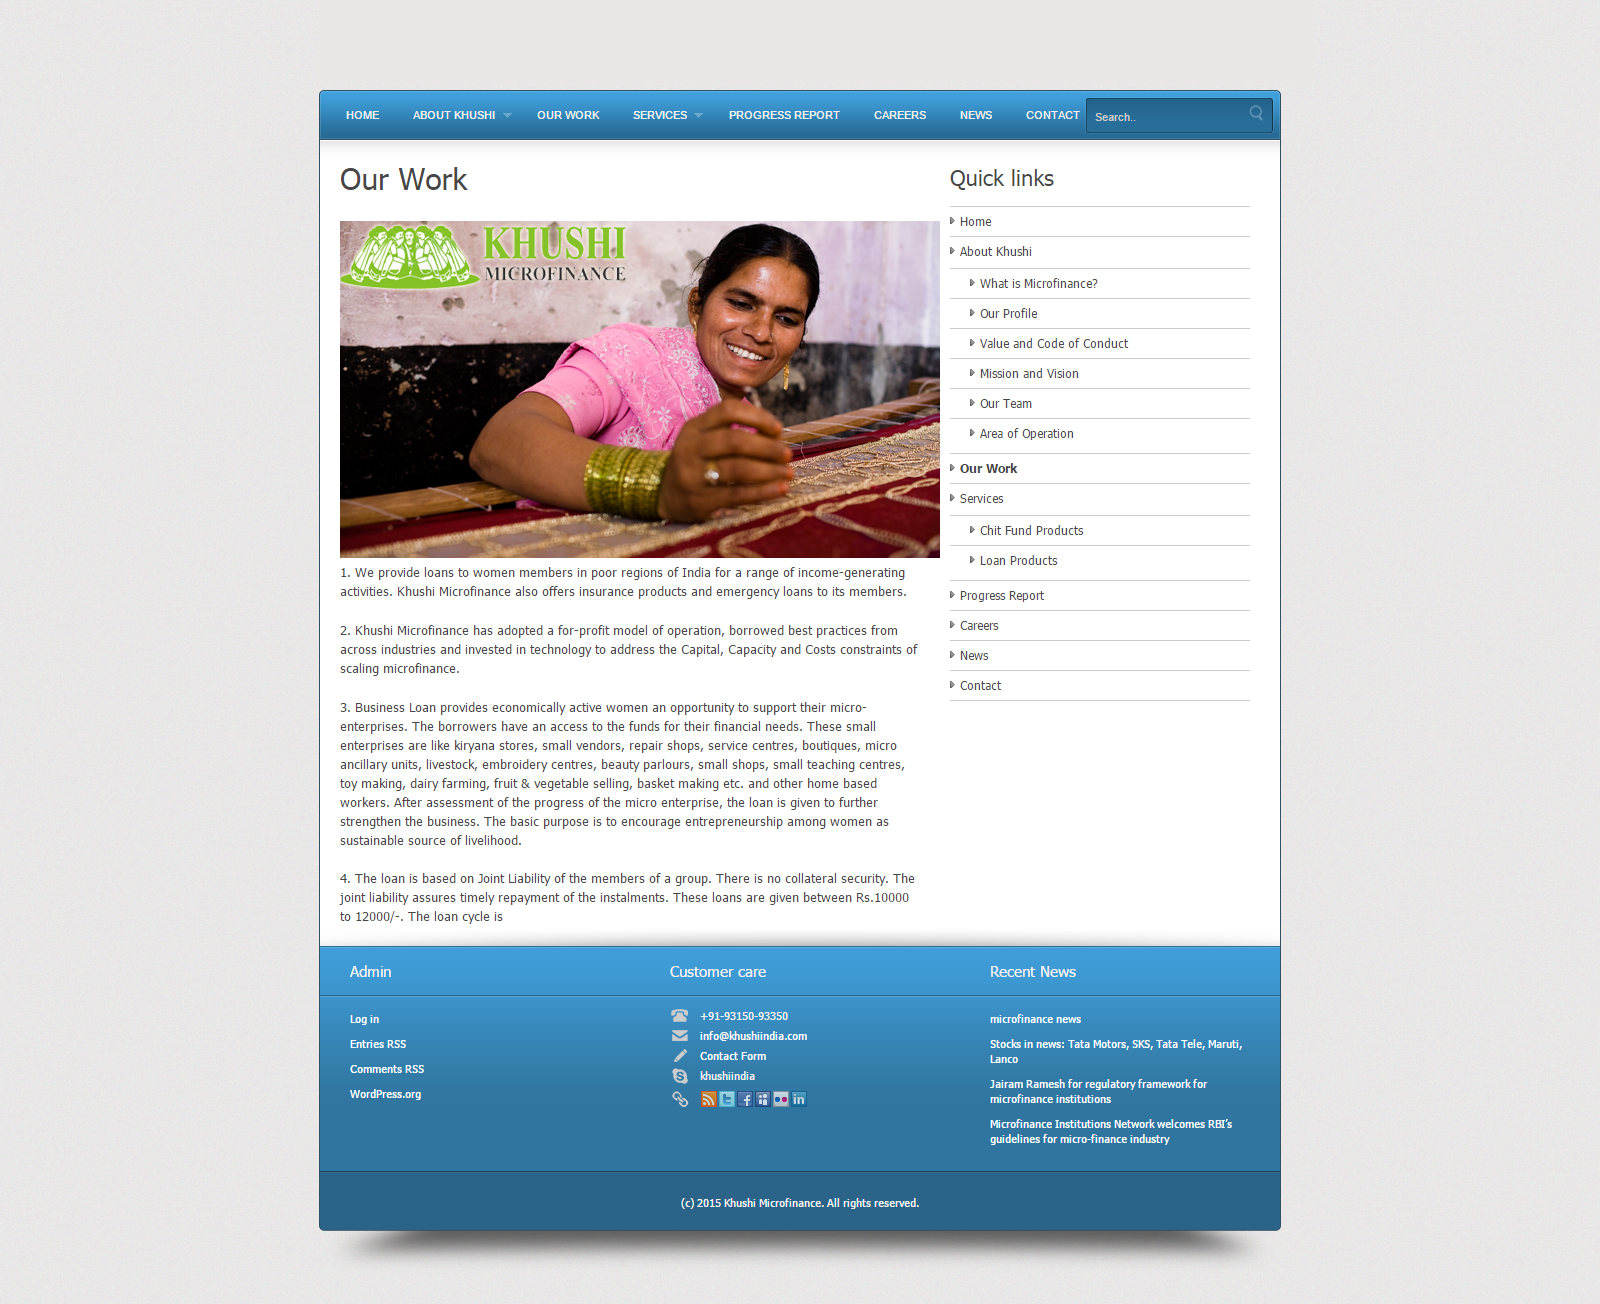 HOME
ABOUT KHUSHI
OUR WORK
SERVICES
PROGRESS REPORT
CAREERS
NEWS
CONTACT
Search..
Our Work
KHUSHI
MICROFINANCE
1. We provide loans to women members in poor regions of India for a range of income-generating
activities. Khushi Microfinance also offers insurance products and emergency loans to its members.
2. Khushi Microfinance has adopted a for-profit model of operation, borrowed best practices from
across industries and invested in technology to address the Capital, Capacity and Costs constraints of
scaling microfinance.
3. Business Loan provides economically active women an opportunity to support their micro-
enterprises. The borrowers have an access to the funds for their financial needs. These small
enterprises are like kiryana stores, small vendors, repair shops, service centres, boutiques, micro
ancillary units, livestock, embroidery centres, beauty parlours, small shops, small teaching centres,
toy making, dairy farming, fruit & vegetable selling, basket making etc. and other home based
workers. After assessment of the progress of the micro enterprise, the loan is given to further
strengthen the business. The basic purpose is to encourage entrepreneurship among women as
sustainable source of livelihood.
4. The loan is based on Joint Liability of the members of a group. There is no collateral security. The
joint liability assures timely repayment of the instalments. These loans are given between Rs.10000
to 12000/-. The loan cycle is
Quick links
Home
About Khushi
What is Microfinance?
Our Profile
Value and Code of Conduct
Mission and Vision
Our Team
Area of Operation
Our Work
Services
Chit Fund Products
Loan Products
Progress Report
Careers
News
Contact
Admin
Log in
Entries RSS
Comments RSS
WordPress.org
Customer care
+91-93150-93350
info@khushiindia.com
Contact Form
khushiindia
Recent News
microfinance news
Stocks in news: Tata Motors, SKS, Tata Tele, Maruti,
Lanco
Jairam Ramesh for regulatory framework for
microfinance institutions
Microfinance Institutions Network welcomes RBI’s
guidelines for micro-finance industry
(c) 2015 Khushi Microfinance. All rights reserved.